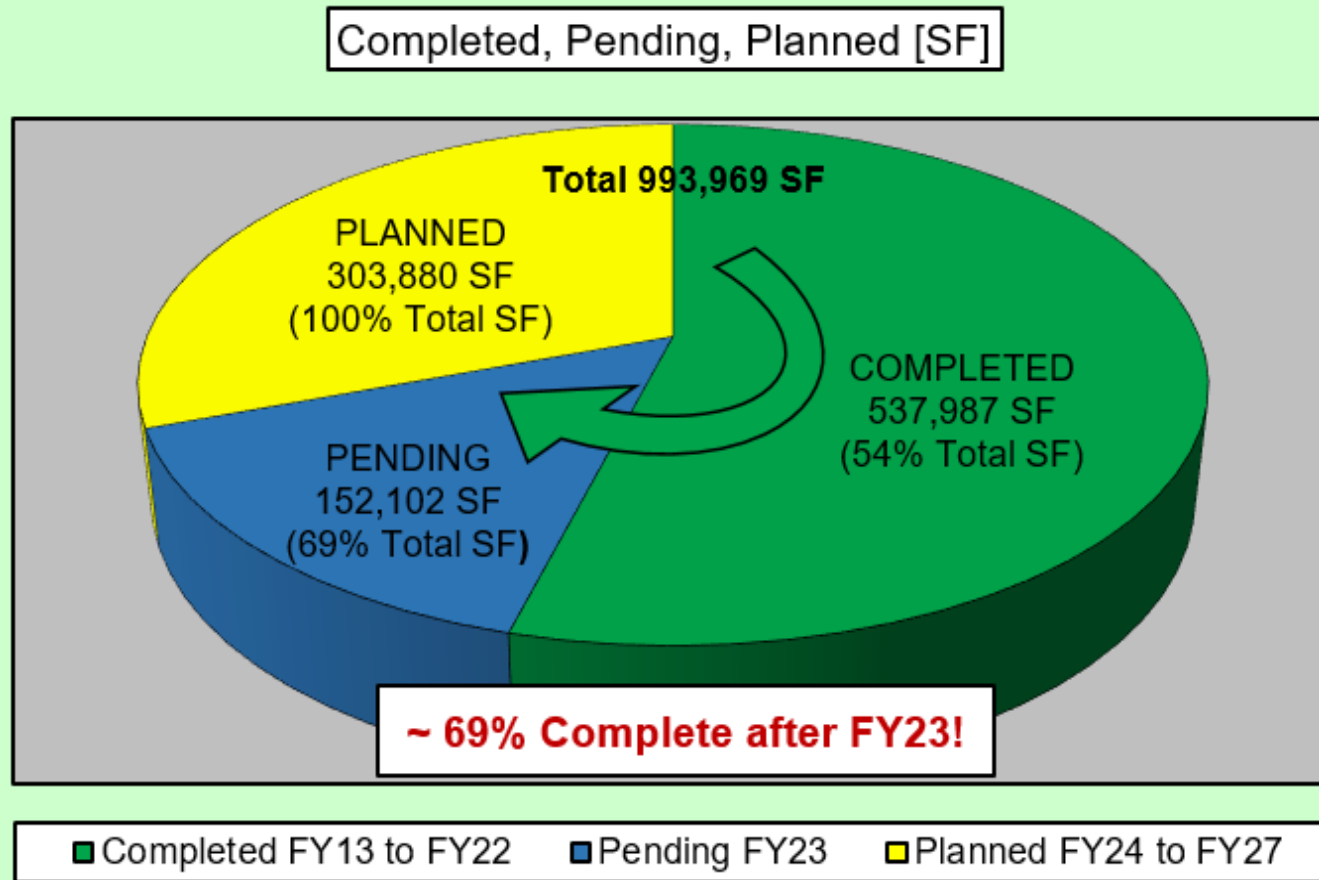 Completed, Pending, Planned [SF]
Total 993,969 SF
PLANNED
303,880 SF
(100% Total SF)
COMPLETED
537,987 SF
(54% Total SF)
PENDING
152,102 SF
(69% Total SF)
~ 69% Complete after FY23!
Completed FY13 to FY22 Pending FY23 Planned FY24 to FY27